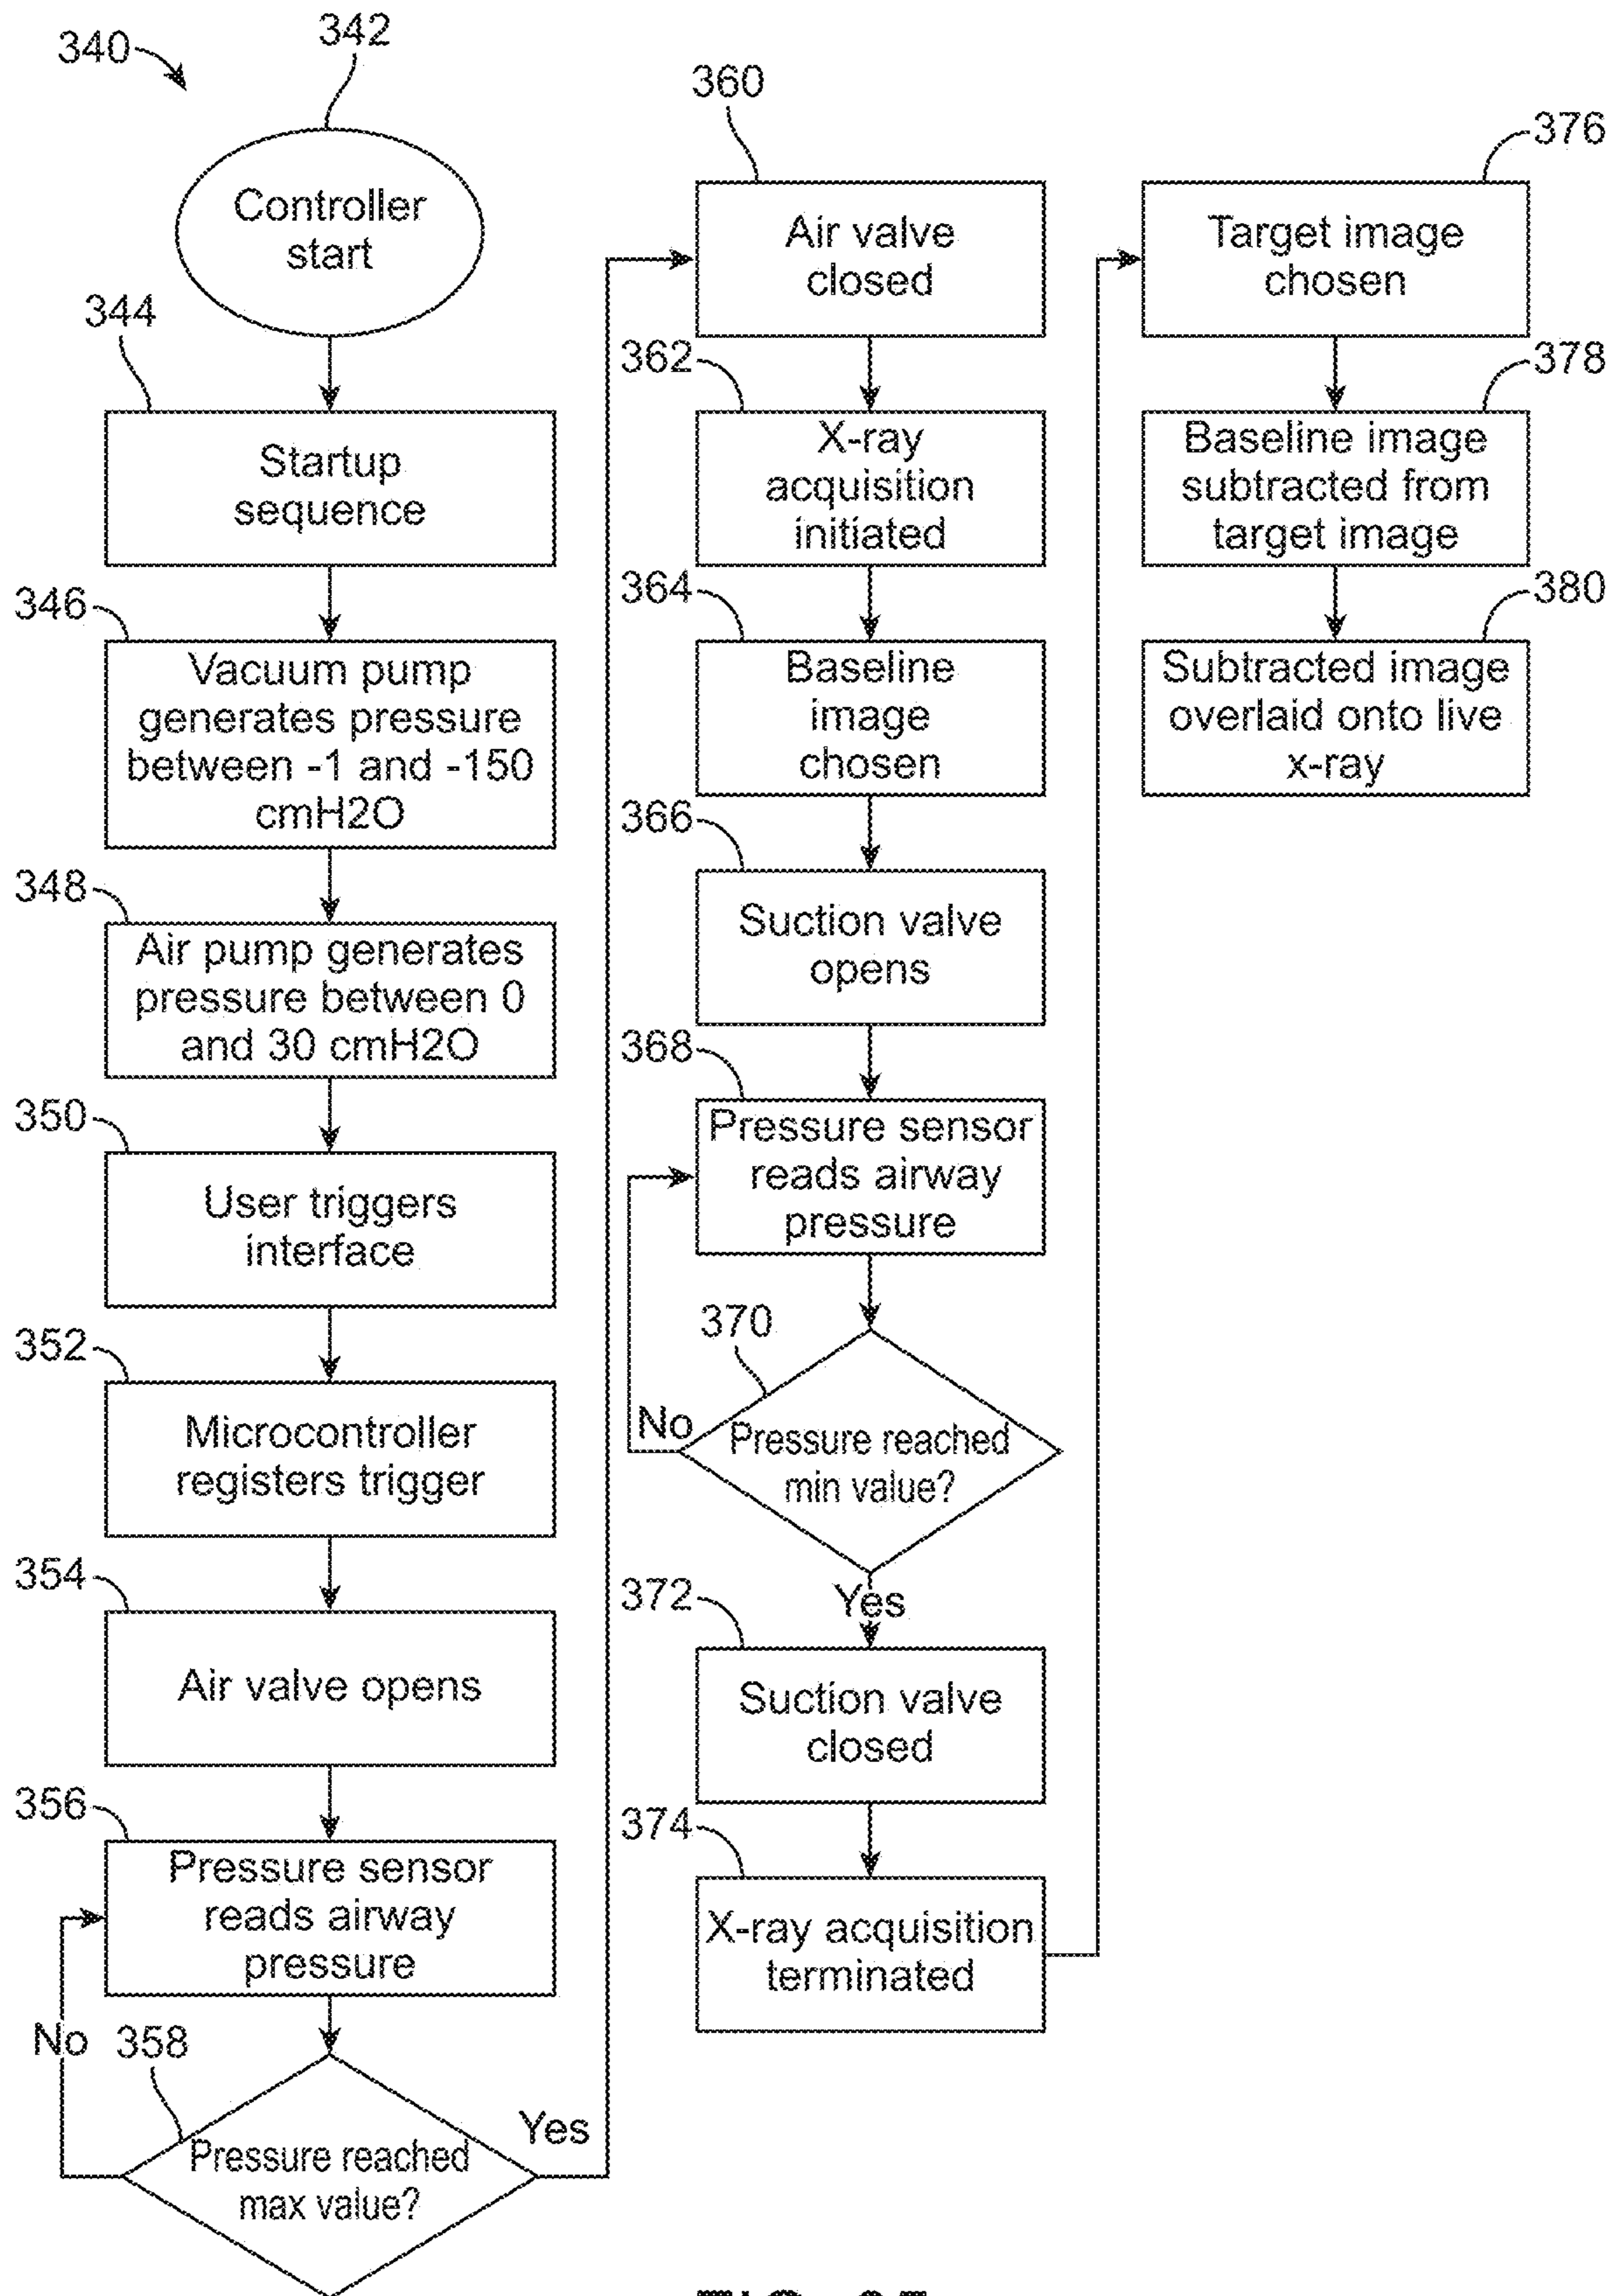 340
342
Controller
start
344
Startup
sequence
346
Vacuum pump
generates pressure
between -1 and -150
cmH2O
348
Air pump generates
pressure between 0
and 30 cmH2O
350
User triggers
interface
352
Microcontroller
registers trigger
354
Air valve opens
356
Pressure sensor
reads airway
pressure
No
358
Pressure reached
max value?
Yes
360
Air valve
closed
362
X-ray
acquisition
initiated
364
Baseline
image
chosen
366
Suction valve
opens
368
Pressure sensor
reads airway
pressure
370
No
Pressure reached
min value?
Yes
372
Suction valve
closed
374
X-ray acquisition
terminated
376
Target image
chosen
378
Baseline image
subtracted from
target image
380
Subtracted image
overlaid onto live
x-ray